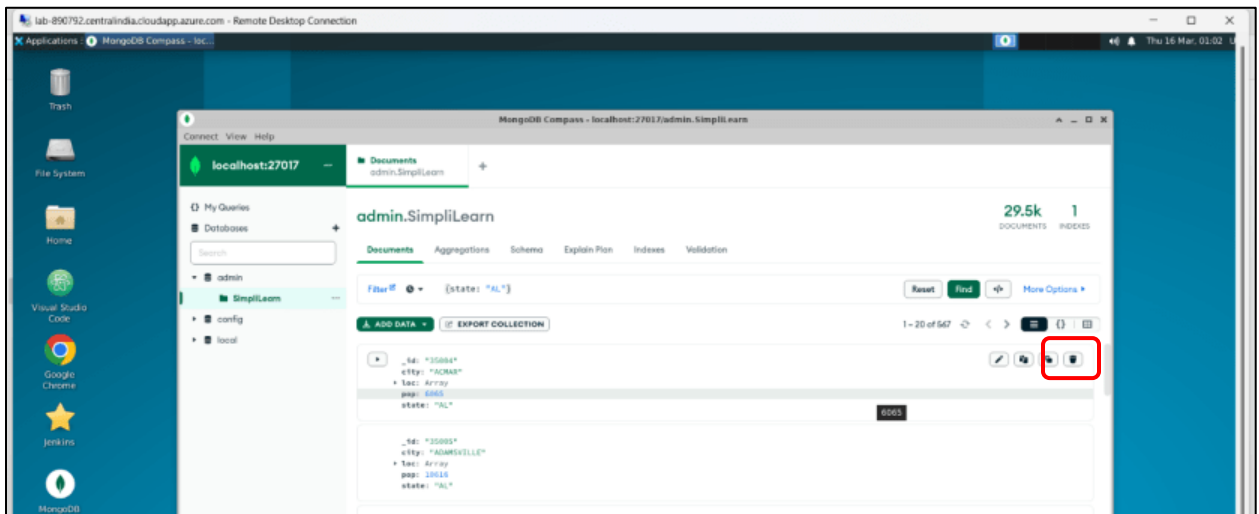 lab-890792.centralindia.cloudapp.azure.com - Remote Desktop Connection
Applications : MongoDB Compass - loc...
Thu 16 Mar, 01:02 U
Trash
File System
Home
Visual Studio
Code
Google
Chrome
Jenkins
MongoDB
MongoDB Compass - localhost:27017/admin.SimpliLearn
Connect View Help
localhost:27017 ...
Documents
admin.SimpliLearn
+
{} My Queries
Databases +
Search
admin
SimpliLearn ...
config
local
admin.SimpliLearn
29.5k
DOCUMENTS
1
INDEXES
Documents Aggregations Schema Explain Plan Indexes Validation
Filter {state: "AL"} Reset Find </> More Options
ADD DATA EXPORT COLLECTION 1 – 20 of 567 {}
_id: "35004"
city: "ACMAR"
loc: Array
pop: 6065
state: "AL"
6065
_id: "35005"
city: "ADAMSVILLE"
loc: Array
pop: 10616
state: "AL"